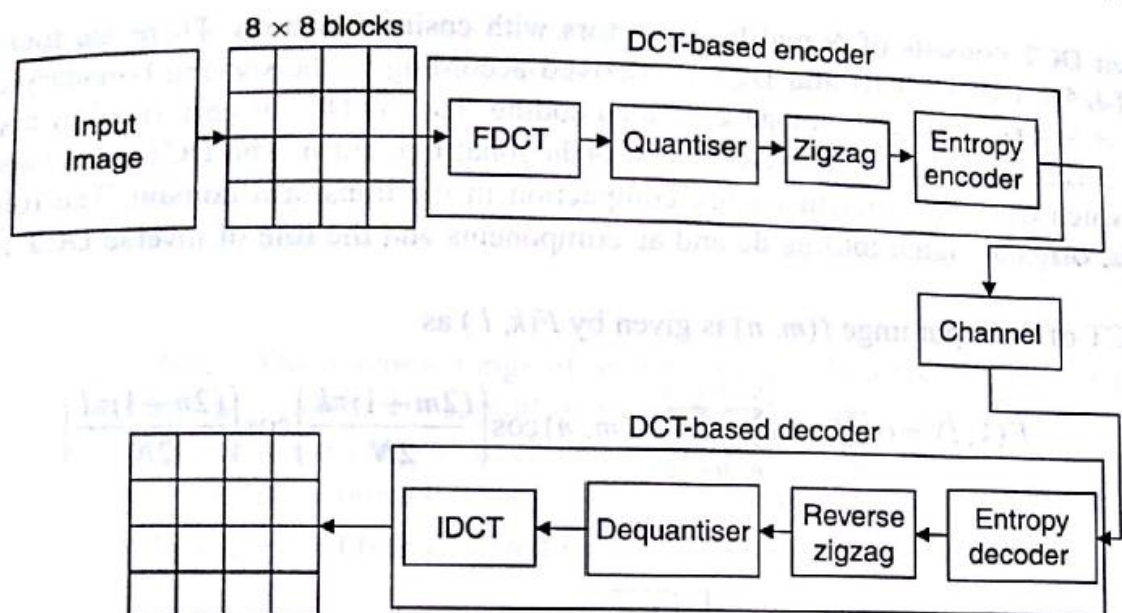 8 × 8 blocks
DCT-based encoder
Input
Image
FDCT
Quantiser
Zigzag
Entropy
encoder
Channel
DCT-based decoder
IDCT
Dequantiser
Reverse
zigzag
Entropy
decoder